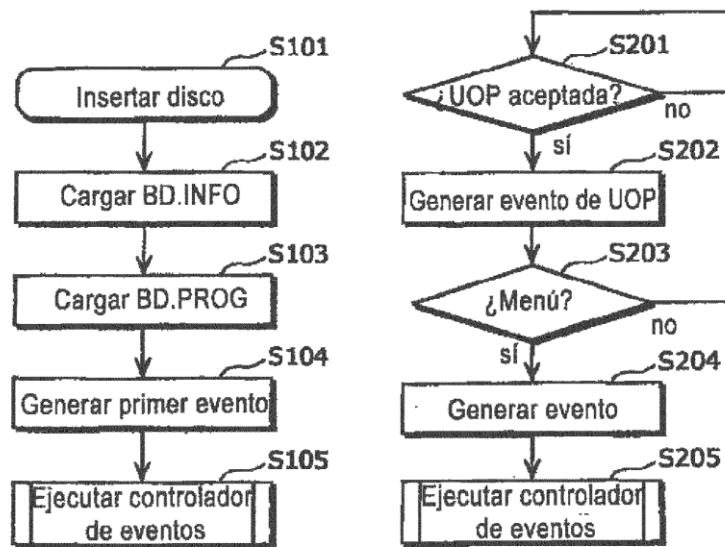 S101
Insertar disco
S102
Cargar BD.INFO
S103
Cargar BD.PROG
S104
Generar primer evento
S105
Ejecutar controlador
de eventos
S201
¿UOP aceptada?
no
sí
S202
Generar evento de UOP
S203
¿Menú?
no
sí
S204
Generar evento
S205
Ejecutar controlador
de eventos